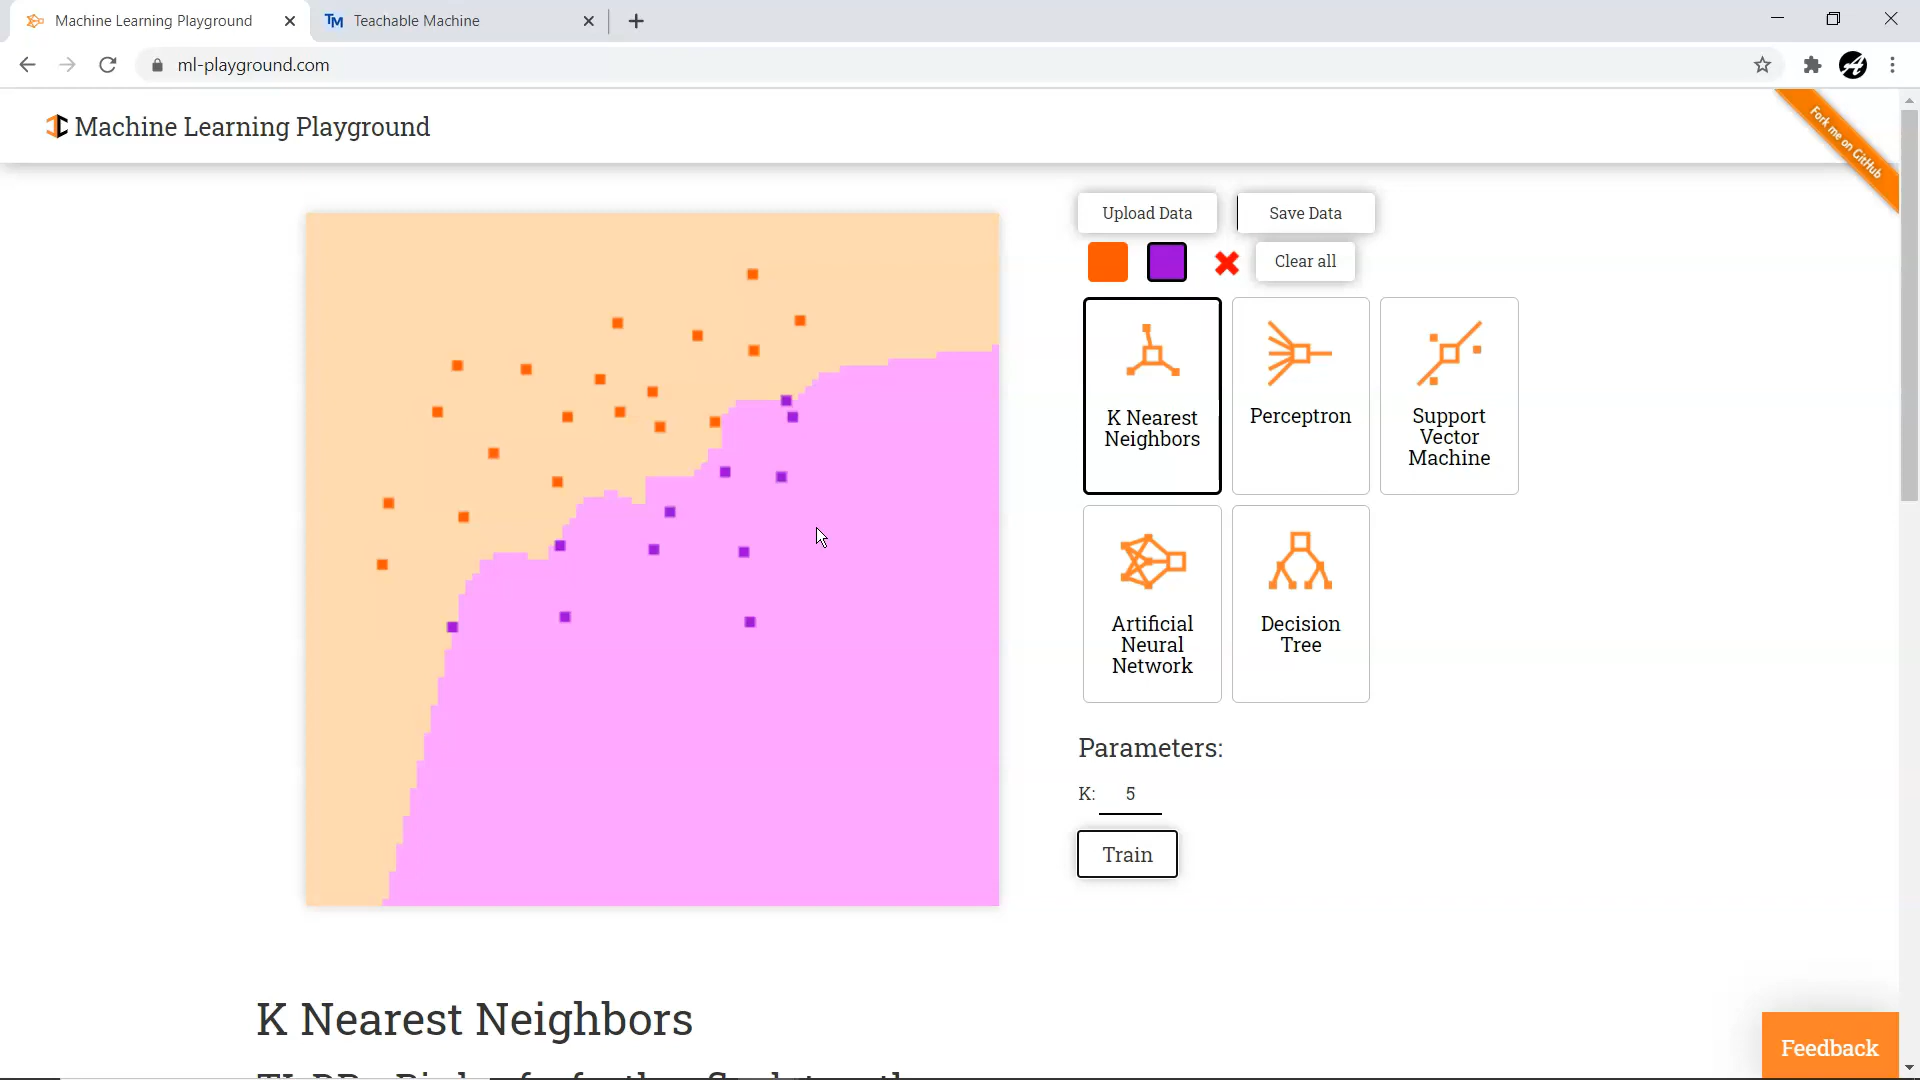 Machine Learning Playground
Teachable Machine
ml-playground.com
Machine Learning Playground
Fork me on GitHub
Upload Data
Save Data
Clear all
K Nearest
Neighbors
Perceptron
Support
Vector
Machine
Artificial
Neural
Network
Decision
Tree
Parameters:
K: 5
Train
K Nearest Neighbors
Feedback